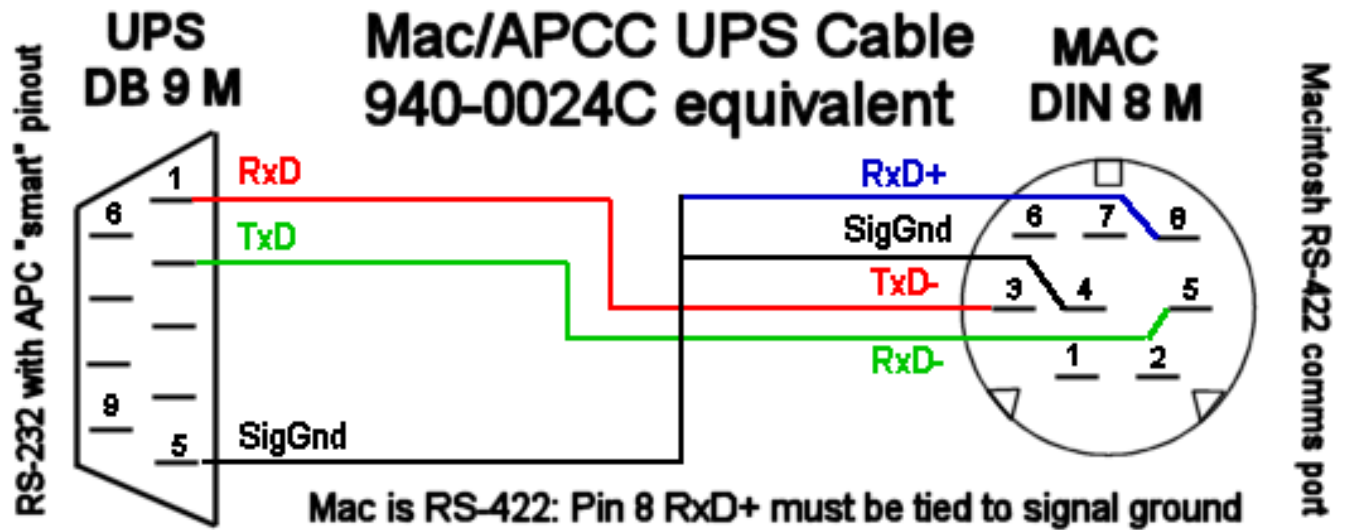 UPS
DB 9 M
Mac/APCC UPS Cable
940-0024C equivalent
MAC
DIN 8 M
RS-232 with APC "smart" pinout
Macintosh RS-422 comms port
1
6
9
5
RxD
TxD
SigGnd
RxD+
SigGnd
TxD-
RxD-
6
7
8
3
4
5
1
2
Mac is RS-422: Pin 8 RxD+ must be tied to signal ground